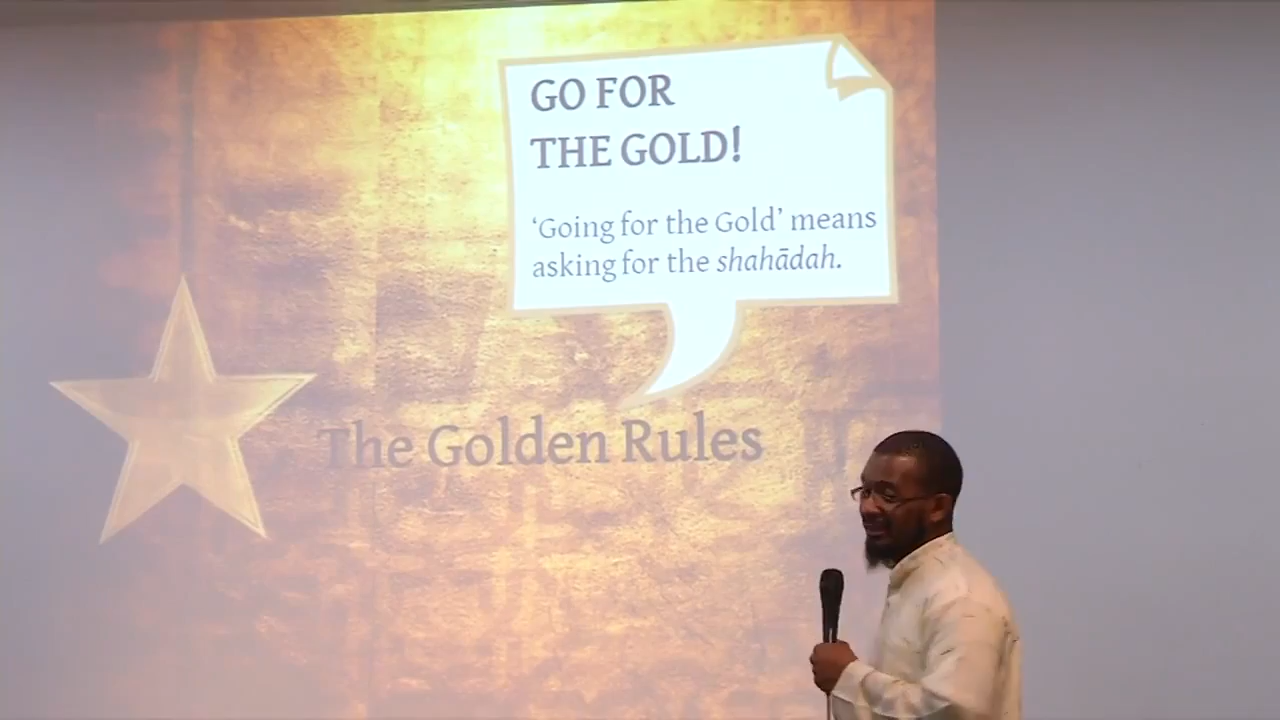 GO FOR
THE GOLD!
‘Going for the Gold’ means
asking for the shahādah.
The Golden Rules